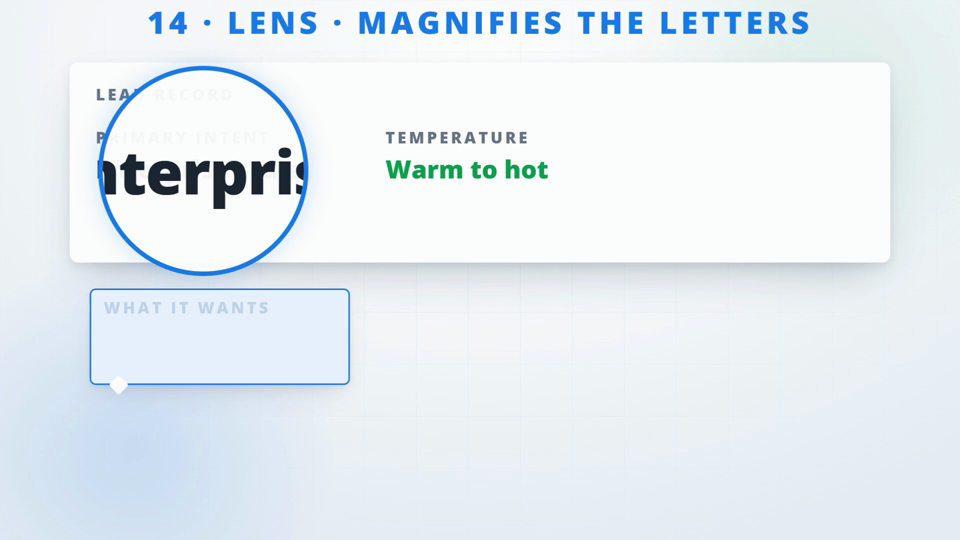 14 · LENS · MAGNIFIES THE LETTERS
LEAD RECORD
PRIMARY INTENT
TEMPERATURE
nterpris
Warm to hot
WHAT IT WANTS